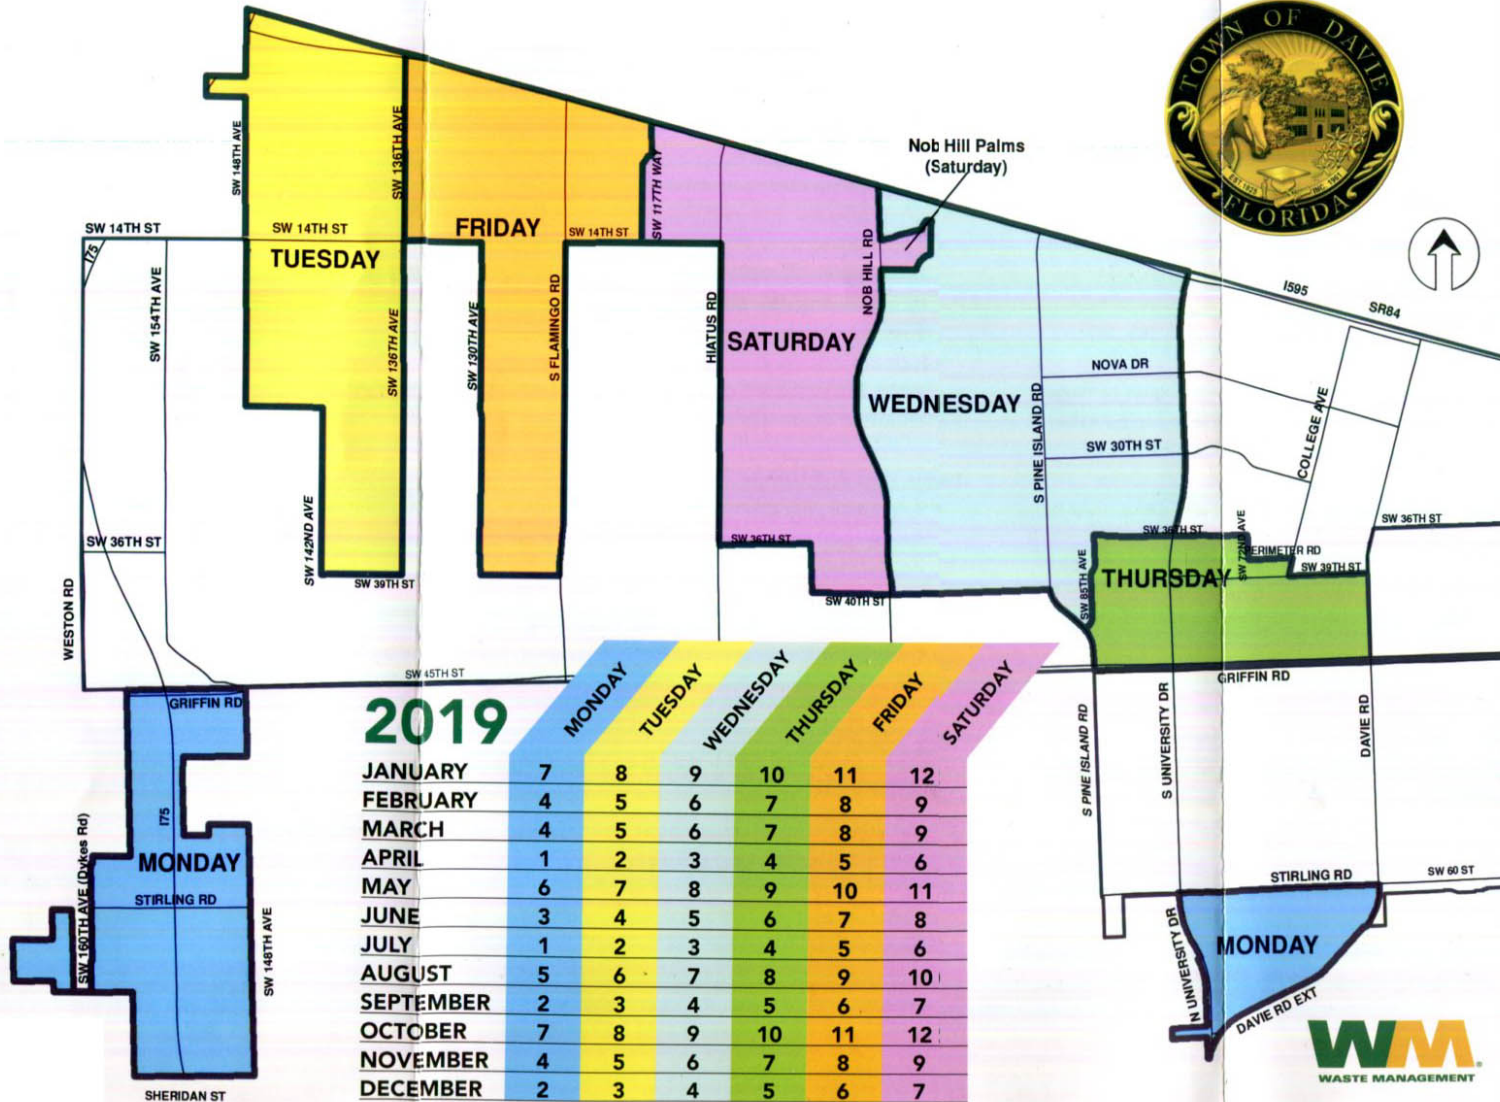 TOWN OF DAVIE
FLORIDA
Nob Hill Palms
(Saturday)
SW 148TH AVE
SW 136TH AVE
SW 117TH WAY
SW 14TH ST
SW 14TH ST
FRIDAY
SW 14TH ST
I75
TUESDAY
NOB HILL RD
I595
SR84
SW 154TH AVE
SW 136TH AVE
SW 130TH AVE
S FLAMINGO RD
HIATUS RD
SATURDAY
NOVA DR
WEDNESDAY
S PINE ISLAND RD
COLLEGE AVE
SW 30TH ST
SW 142ND AVE
SW 36TH ST
SW 36TH ST
SW 36TH ST
SW 72ND AVE
SW 36TH ST
PERIMETER RD
SW 39TH ST
SW 39TH ST
THURSDAY
SW 85TH AVE
WESTON RD
SW 40TH ST
SW 45TH ST
GRIFFIN RD
GRIFFIN RD
S PINE ISLAND RD
S UNIVERSITY DR
DAVIE RD
I75
MONDAY
SW 160TH AVE (Dykes Rd)
STIRLING RD
SW 148TH AVE
SHERIDAN ST
STIRLING RD
SW 60 ST
N UNIVERSITY DR
MONDAY
DAVIE RD EXT
2019 MONDAY TUESDAY WEDNESDAY THURSDAY FRIDAY SATURDAY
JANUARY 7 8 9 10 11 12
FEBRUARY 4 5 6 7 8 9
MARCH 4 5 6 7 8 9
APRIL 1 2 3 4 5 6
MAY 6 7 8 9 10 11
JUNE 3 4 5 6 7 8
JULY 1 2 3 4 5 6
AUGUST 5 6 7 8 9 10
SEPTEMBER 2 3 4 5 6 7
OCTOBER 7 8 9 10 11 12
NOVEMBER 4 5 6 7 8 9
DECEMBER 2 3 4 5 6 7
WM
WASTE MANAGEMENT